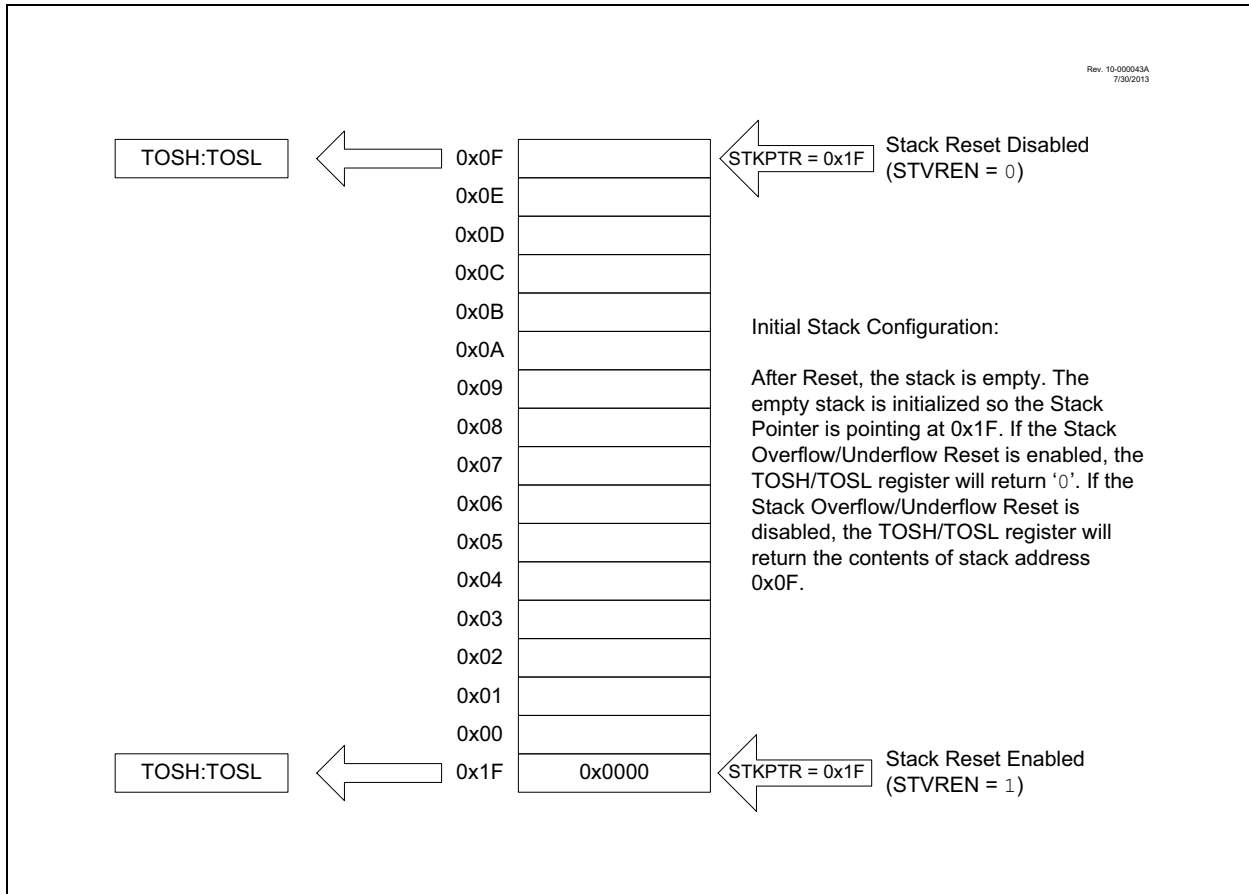 Rev. 10-000043A
7/30/2013
TOSH:TOSL
0x0F
STKPTR = 0x1F
Stack Reset Disabled
(STVREN = 0)
0x0E
0x0D
0x0C
0x0B
0x0A
0x09
0x08
0x07
0x06
0x05
0x04
0x03
0x02
0x01
0x00
Initial Stack Configuration:
After Reset, the stack is empty. The
empty stack is initialized so the Stack
Pointer is pointing at 0x1F. If the Stack
Overflow/Underflow Reset is enabled, the
TOSH/TOSL register will return ‘0’. If the
Stack Overflow/Underflow Reset is
disabled, the TOSH/TOSL register will
return the contents of stack address
0x0F.
TOSH:TOSL
0x1F
0x0000
STKPTR = 0x1F
Stack Reset Enabled
(STVREN = 1)